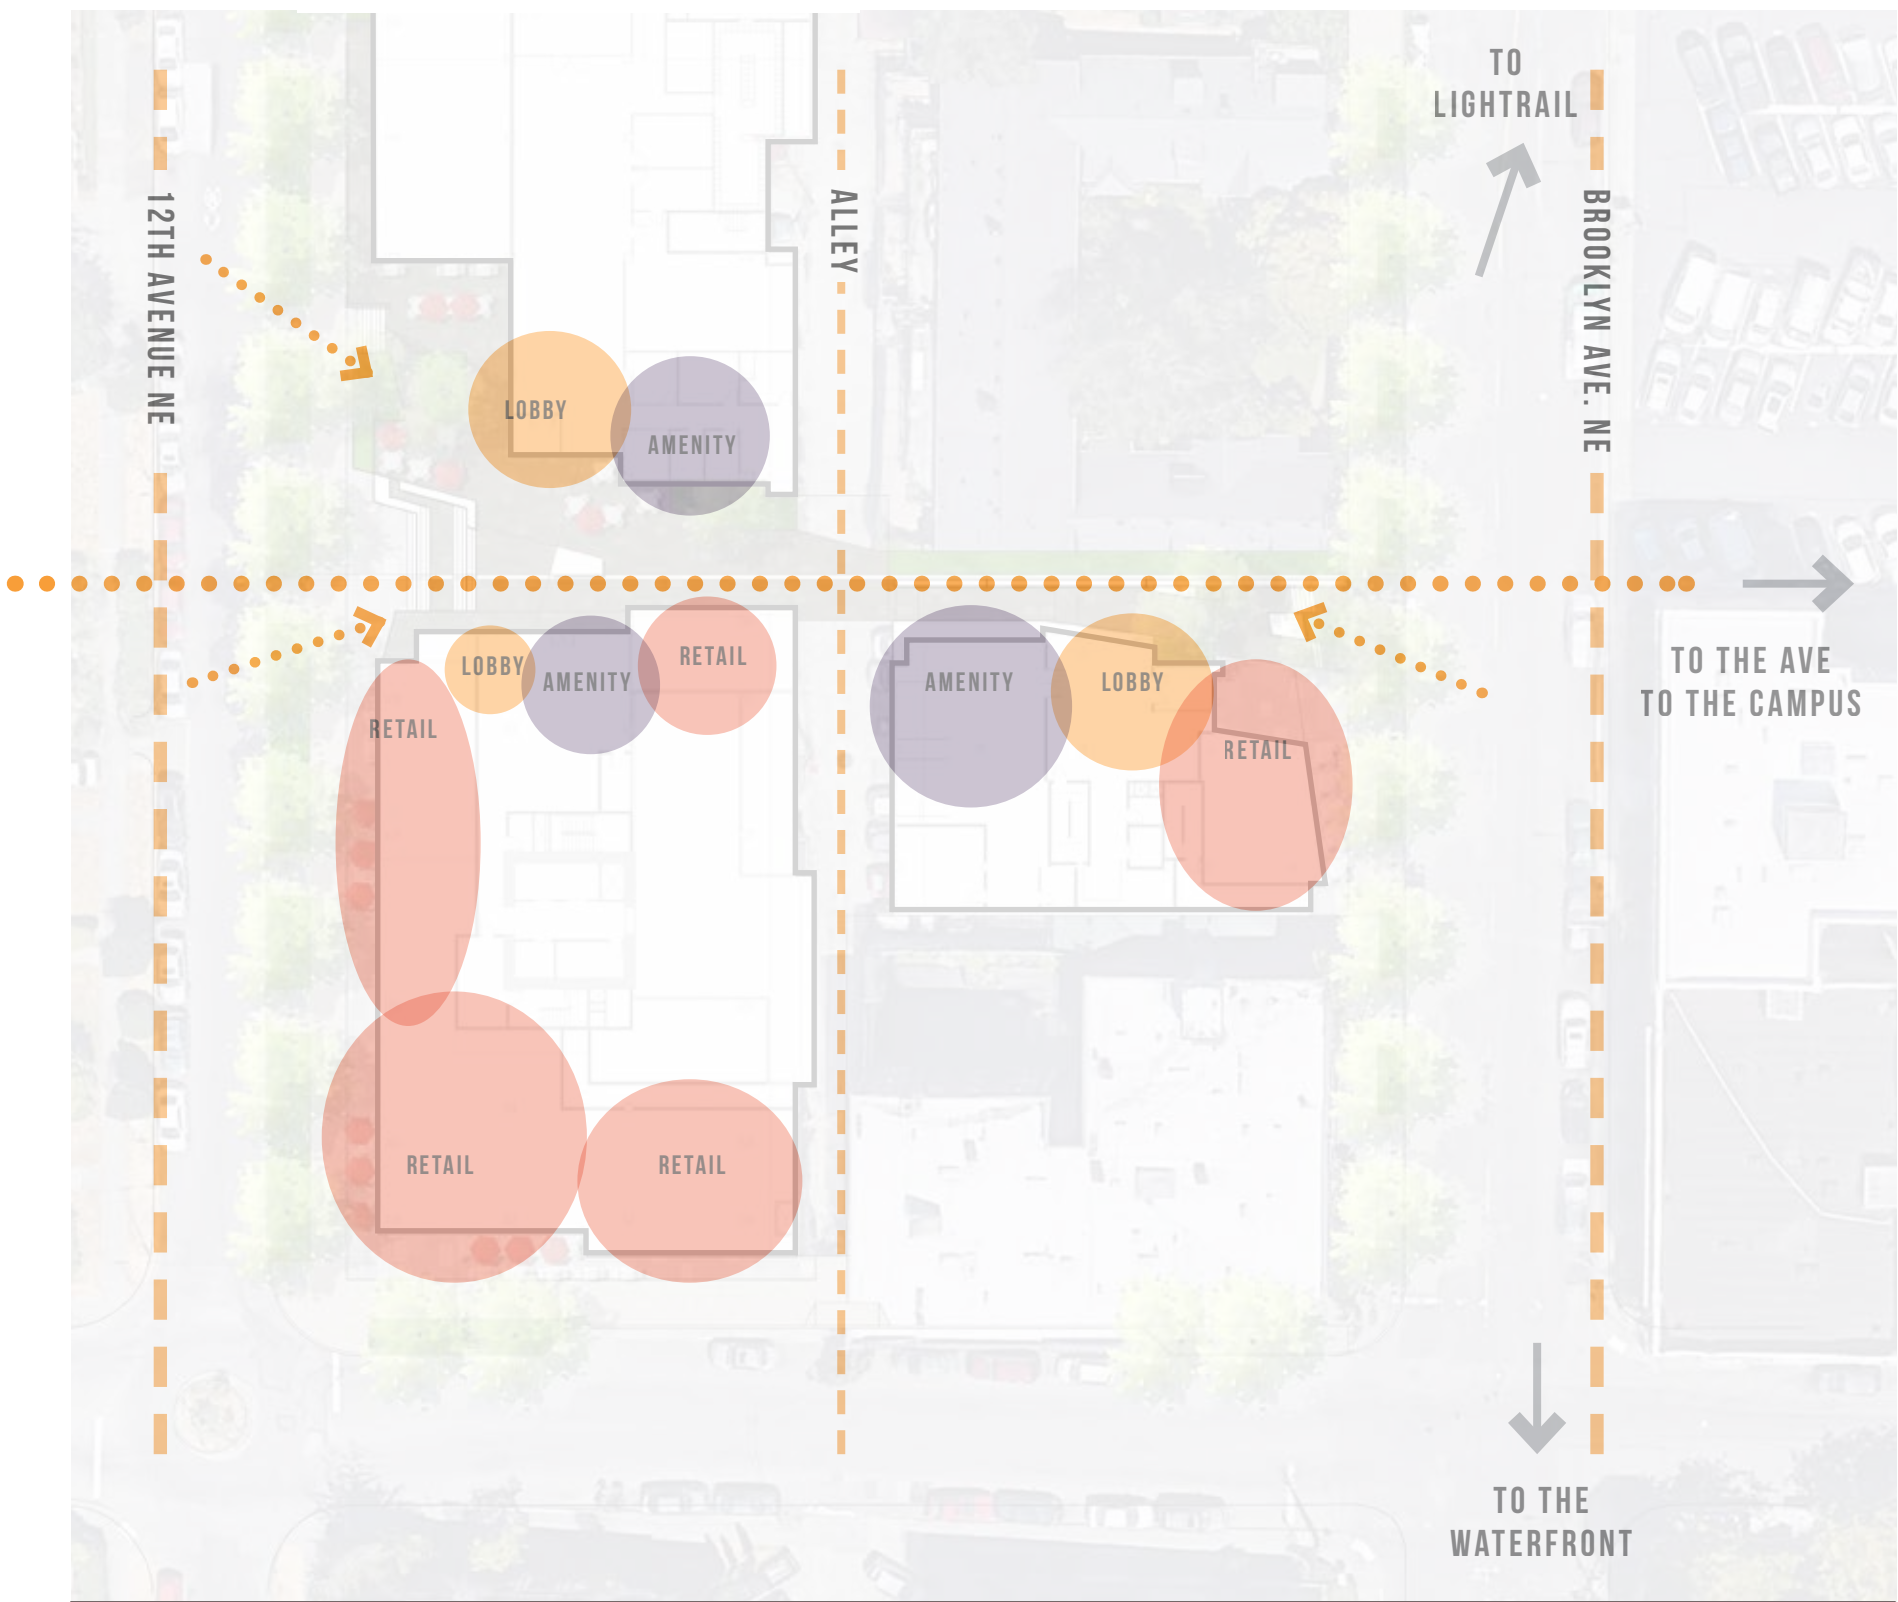 TO
LIGHTRAIL
12TH AVENUE NE
ALLEY
BROOKLYN AVE. NE
LOBBY
AMENITY
LOBBY
AMENITY
RETAIL
AMENITY
LOBBY
RETAIL
RETAIL
TO THE AVE
TO THE CAMPUS
RETAIL
RETAIL
TO THE
WATERFRONT